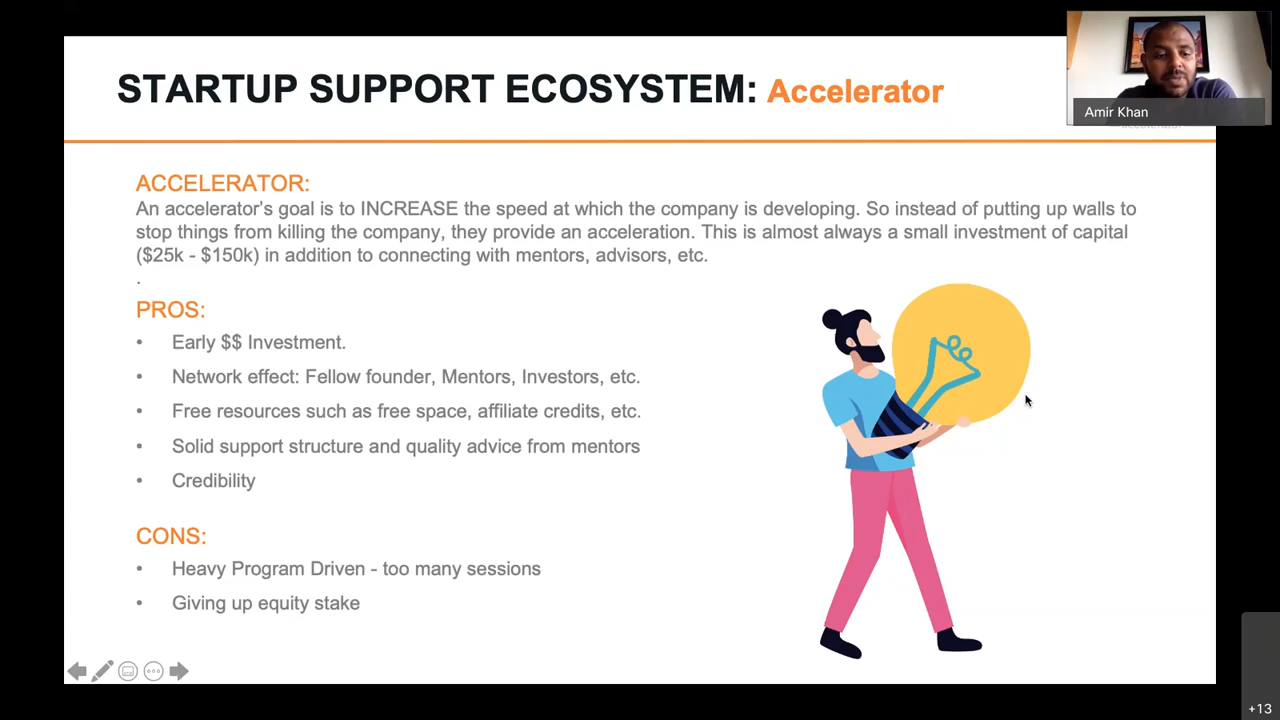 STARTUP SUPPORT ECOSYSTEM: Accelerator
Amir Khan
ACCELERATOR:
An accelerator's goal is to INCREASE the speed at which the company is developing. So instead of putting up walls to
stop things from killing the company, they provide an acceleration. This is almost always a small investment of capital
($25k - $150k) in addition to connecting with mentors, advisors, etc.
.
PROS:
• Early $$ Investment.
• Network effect: Fellow founder, Mentors, Investors, etc.
• Free resources such as free space, affiliate credits, etc.
• Solid support structure and quality advice from mentors
• Credibility
CONS:
• Heavy Program Driven - too many sessions
• Giving up equity stake
+13